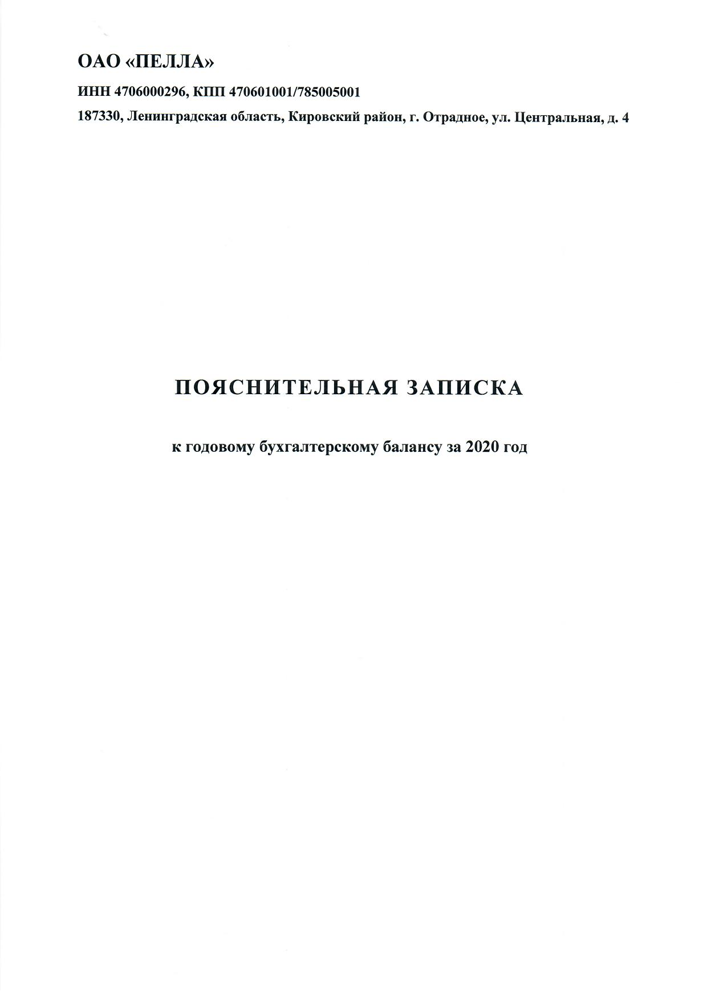 ОАО «ПЕЛЛА»
ИНН 4706000296, КПП 470601001/785005001
187330, Ленинградская область, Кировский район, г. Отрадное, ул. Центральная, д. 4
ПОЯСНИТЕЛЬНАЯ ЗАПИСКА
к годовому бухгалтерскому балансу за 2020 год